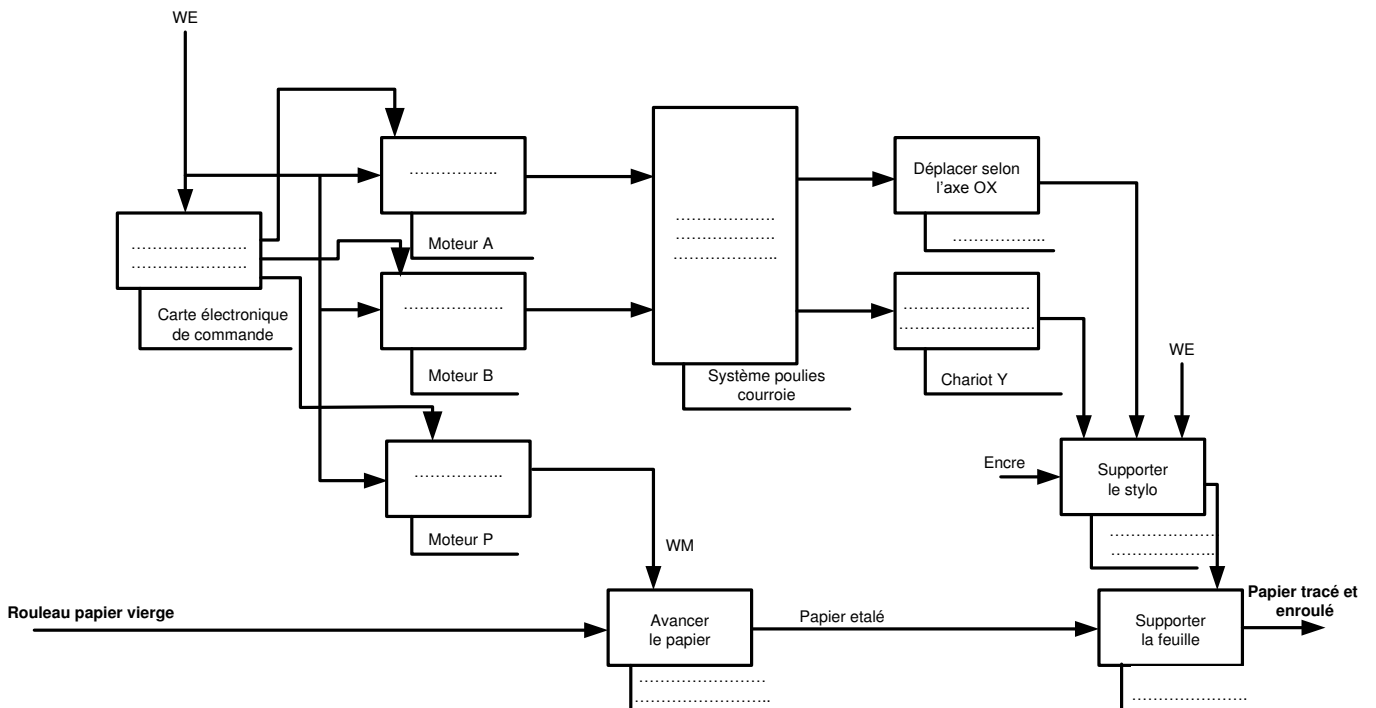 WE
Déplacer selon
l'axe OX
……………..
Moteur A
…………………
…………………
………………
………………
………………..
……………...
Carte électronique
de commande
………………
…………………
…………………….
Moteur B
Système poulies
courroie
Chariot Y
WE
Encre
Supporter
le stylo
……………..
Moteur P
WM
…………………
…………………
Rouleau papier vierge
Avancer
le papier
Papier etalé
Supporter
la feuille
Papier tracé et
enroulé
……………………
……………………..
………………….